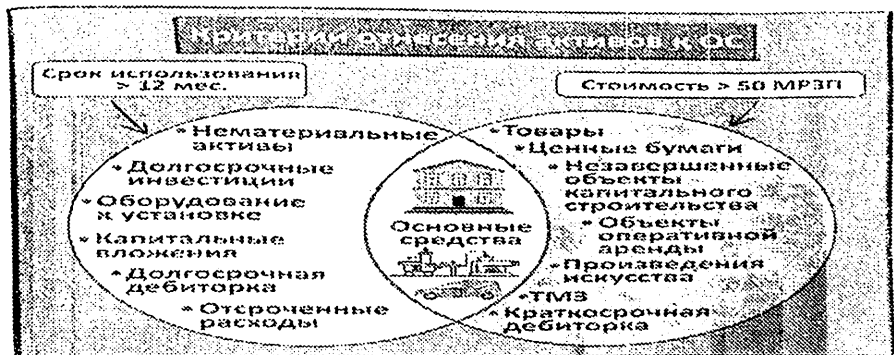 Критерии отнесения активов к ОС
Срок использования
> 12 мес.
Стоимость > 50 МРЗП
• Нематериальные
активы
• Долгосрочные
инвестиции
• Оборудование
к установке
• Капитальные
вложения
• Долгосрочная
дебиторка
• Отсроченные
расходы
Основные
средства
• Товары
• Ценные бумаги
• Незавершенные
объекты
капитального
строительства
• Объекты
оперативной
аренды
• Произведения
искусства
• ТМЗ
• Краткосрочная
дебиторка